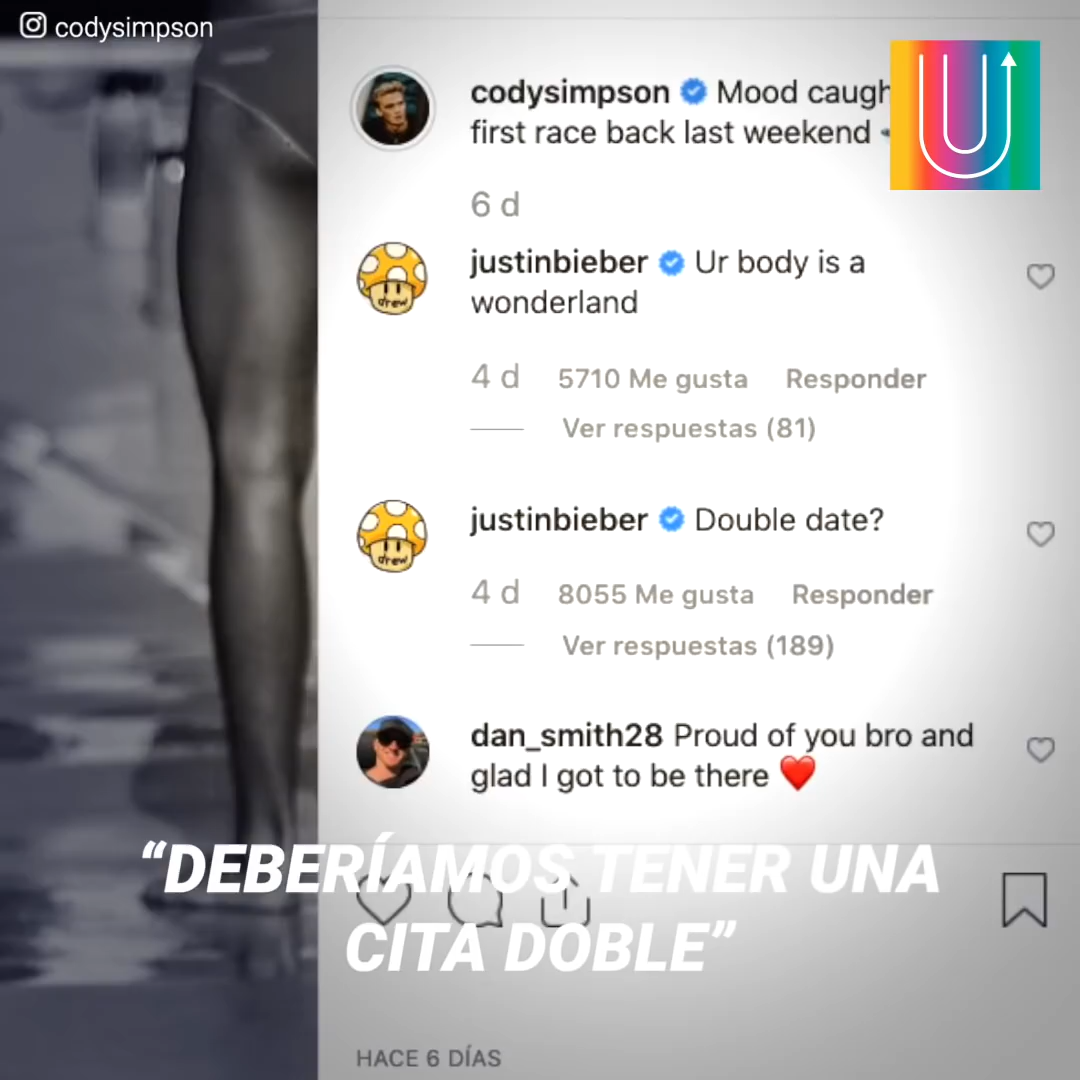 codysimpson
codysimpson Mood caugh
first race back last weekend
6 d
justinbieber Ur body is a
wonderland
4 d 5710 Me gusta Responder
Ver respuestas (81)
justinbieber Double date?
4 d 8055 Me gusta Responder
Ver respuestas (189)
dan_smith28 Proud of you bro and
glad I got to be there ❤️
“DEBERÍAMOS TENER UNA
CITA DOBLE”
HACE 6 DÍAS
drew
drew
U